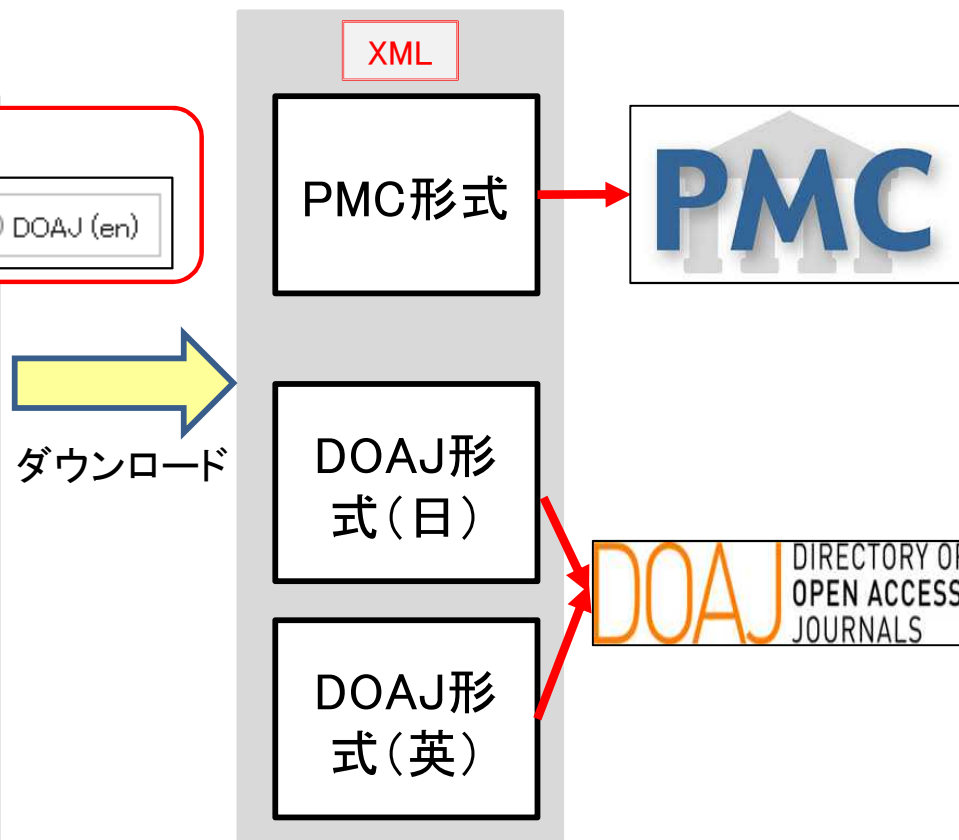 XML
PMC形式
PMC
DOAJ (en)
ダウンロード
DOAJ形
式（日）
DOAJ
DIRECTORY OF
OPEN ACCESS
JOURNALS
DOAJ形
式（英）